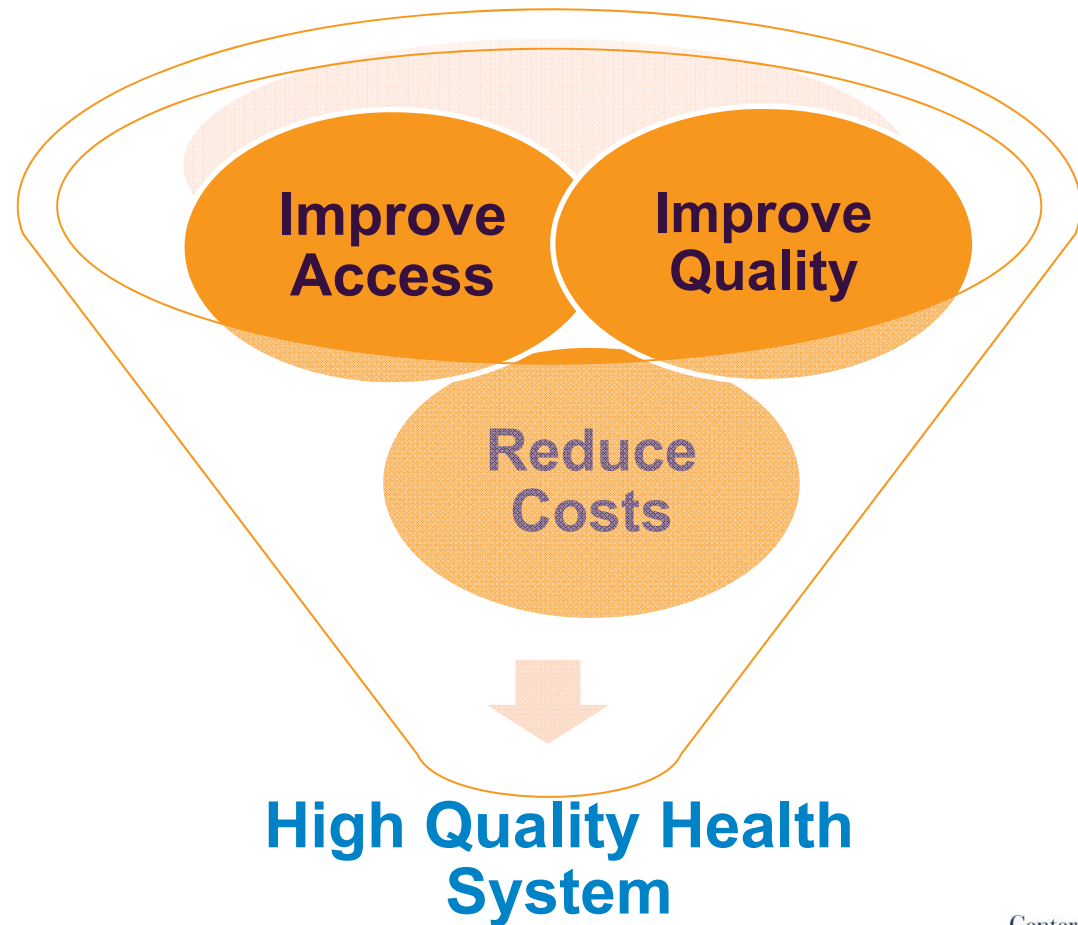 Improve
Access
Improve
Quality
Reduce
Costs
High Quality Health
System